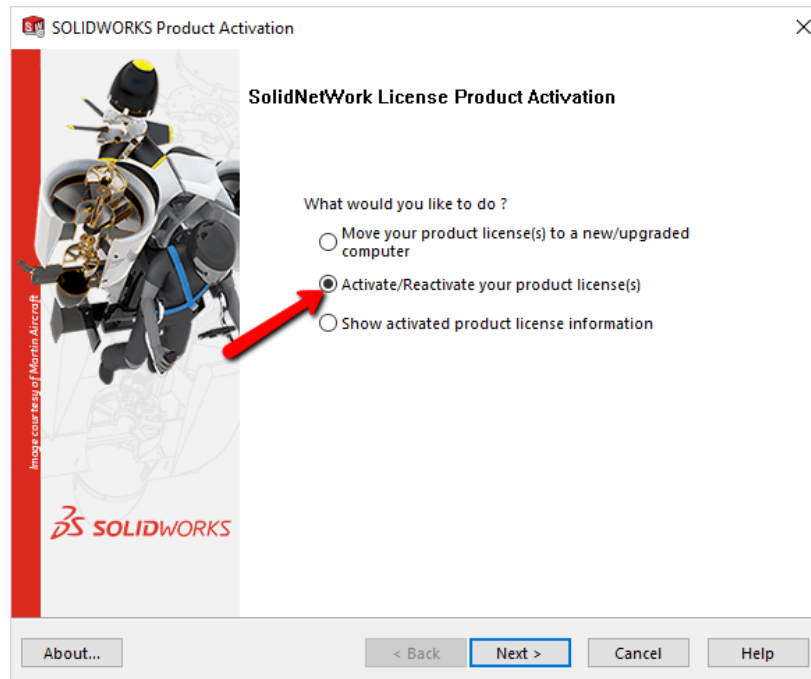 SOLIDWORKS Product Activation
SolidNetWork License Product Activation
What would you like to do ?
Move your product license(s) to a new/upgraded
computer
Activate/Reactivate your product license(s)
Show activated product license information
Image courtesy of Martin Aircraft
SOLIDWORKS
About...
< Back
Next >
Cancel
Help